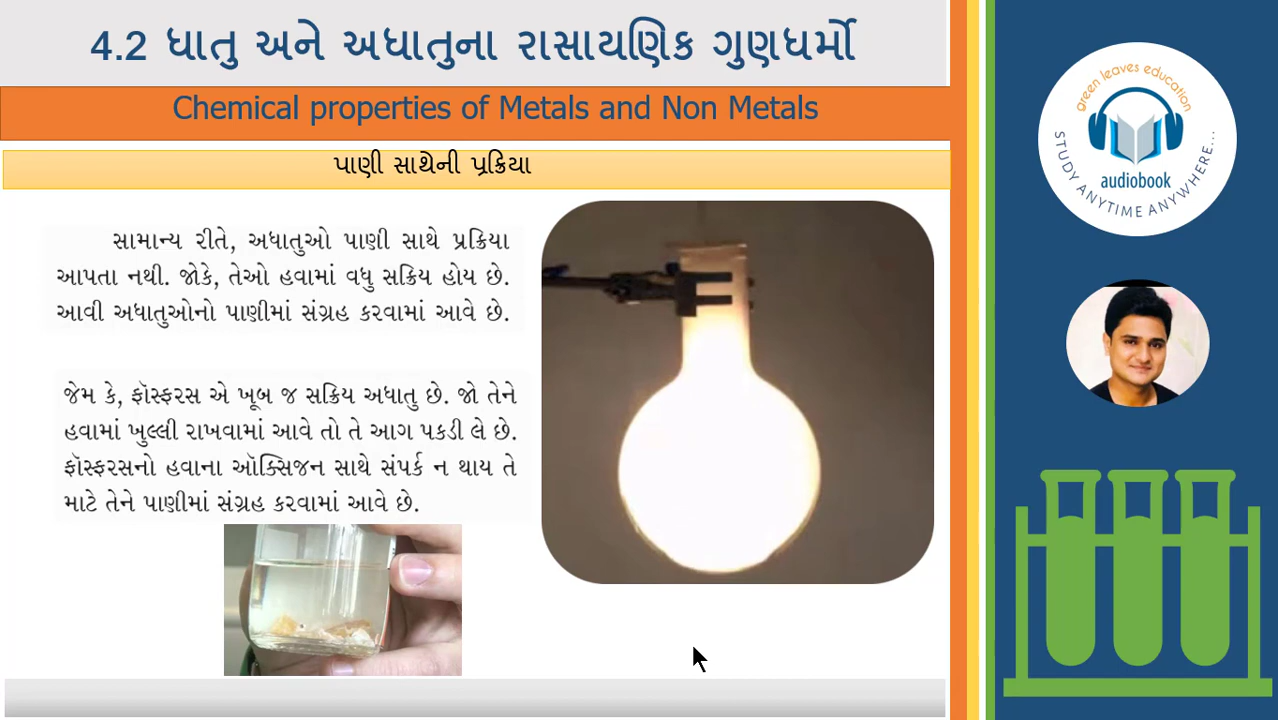 4.2 ધાતુ અને અધાતુના રાસાયણિક ગુણધર્મો
Chemical properties of Metals and Non Metals
પાણી સાથેની પ્રક્રિયા
સામાન્ય રીતે, અધાતુઓ પાણી સાથે પ્રક્રિયા
આપતા નથી. જોકે, તેઓ હવામાં વધુ સક્રિય હોય છે.
આવી અધાતુઓનો પાણીમાં સંગ્રહ કરવામાં આવે છે.
જેમ કે, ફૉસ્ફરસ એ ખૂબ જ સક્રિય અધાતુ છે. જો તેને
હવામાં ખુલ્લી રાખવામાં આવે તો તે આગ પકડી લે છે.
ફૉસ્ફરસનો હવાના ઑક્સિજન સાથે સંપર્ક ન થાય તે
માટે તેને પાણીમાં સંગ્રહ કરવામાં આવે છે.
green leaves education
audiobook
STUDY ANYTIME ANYWHERE...